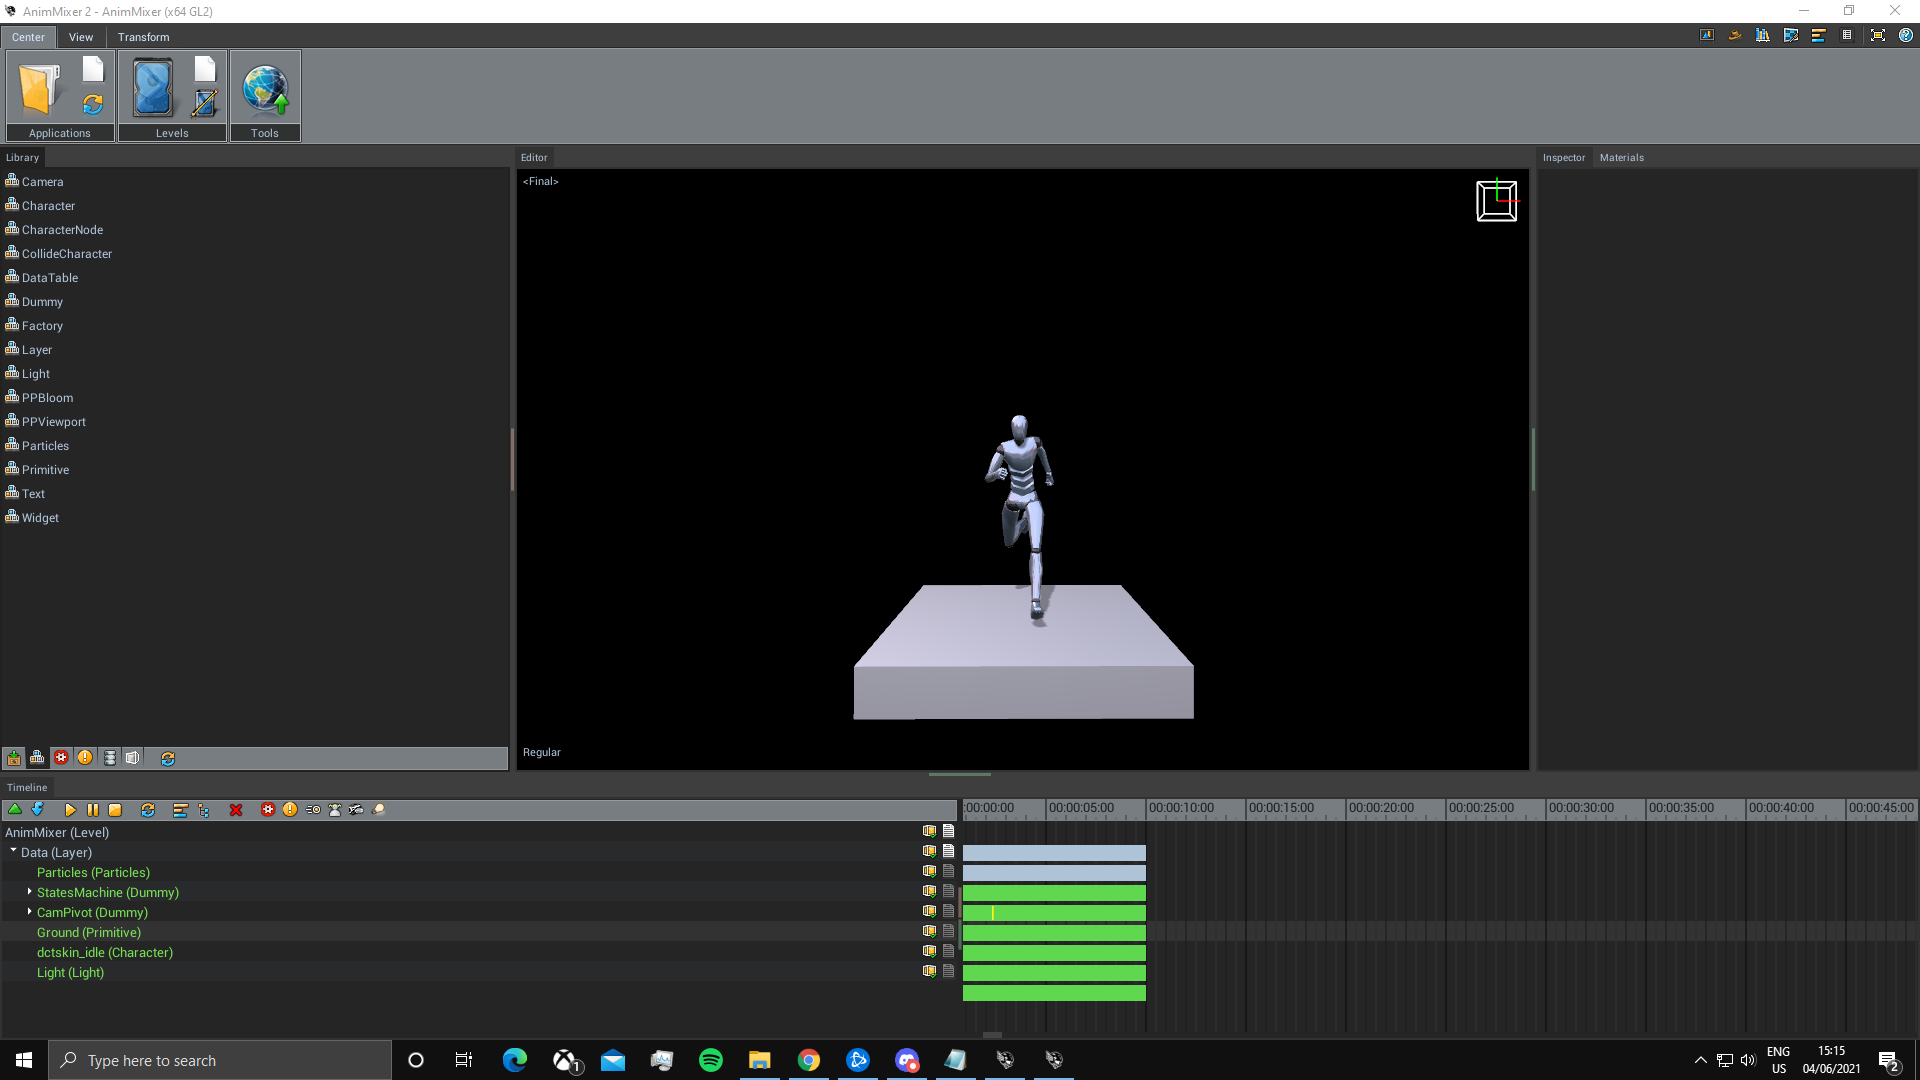 AnimMixer 2 - AnimMixer (x64 GL2)
Center
View
Transform
Applications
Levels
Tools
Library
Camera
Character
CharacterNode
CollideCharacter
DataTable
Dummy
Factory
Layer
Light
PPBloom
PPViewport
Particles
Primitive
Text
Widget
Editor
<Final>
Regular
Inspector
Materials
Timeline
:00:00:00
00:00:05:00
00:00:10:00
00:00:15:00
00:00:20:00
00:00:25:00
00:00:30:00
00:00:35:00
00:00:40:00
00:00:45:00
AnimMixer (Level)
Data (Layer)
Particles (Particles)
StatesMachine (Dummy)
CamPivot (Dummy)
Ground (Primitive)
dctskin_idle (Character)
Light (Light)
Type here to search
1
ENG
US
15:15
04/06/2021
2